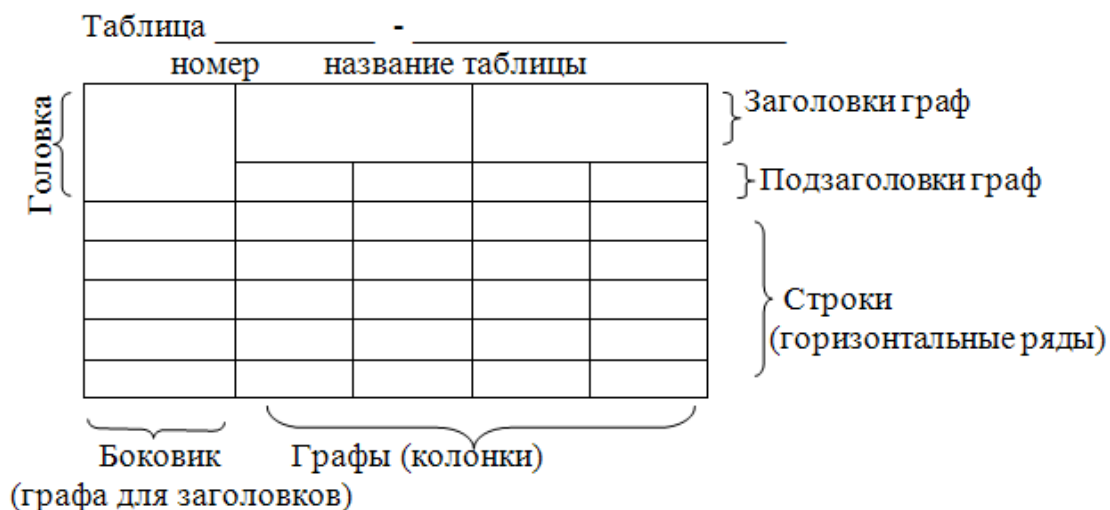 Таблица __________ - ______________________
номер название таблицы
Головка
Заголовки граф
Подзаголовки граф
Строки
(горизонтальные ряды)
Боковик
(графа для заголовков)
Графы (колонки)